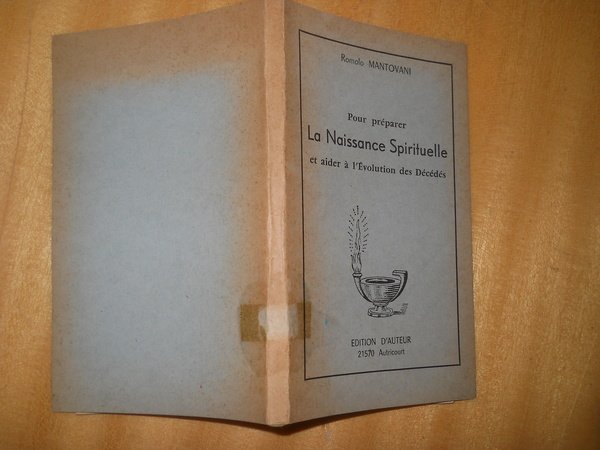 Romolo MANTOVANI
Pour préparer
La Naissance Spirituelle
et aider à l'Évolution des Décédés
EDITION D'AUTEUR
21570 Autricourt